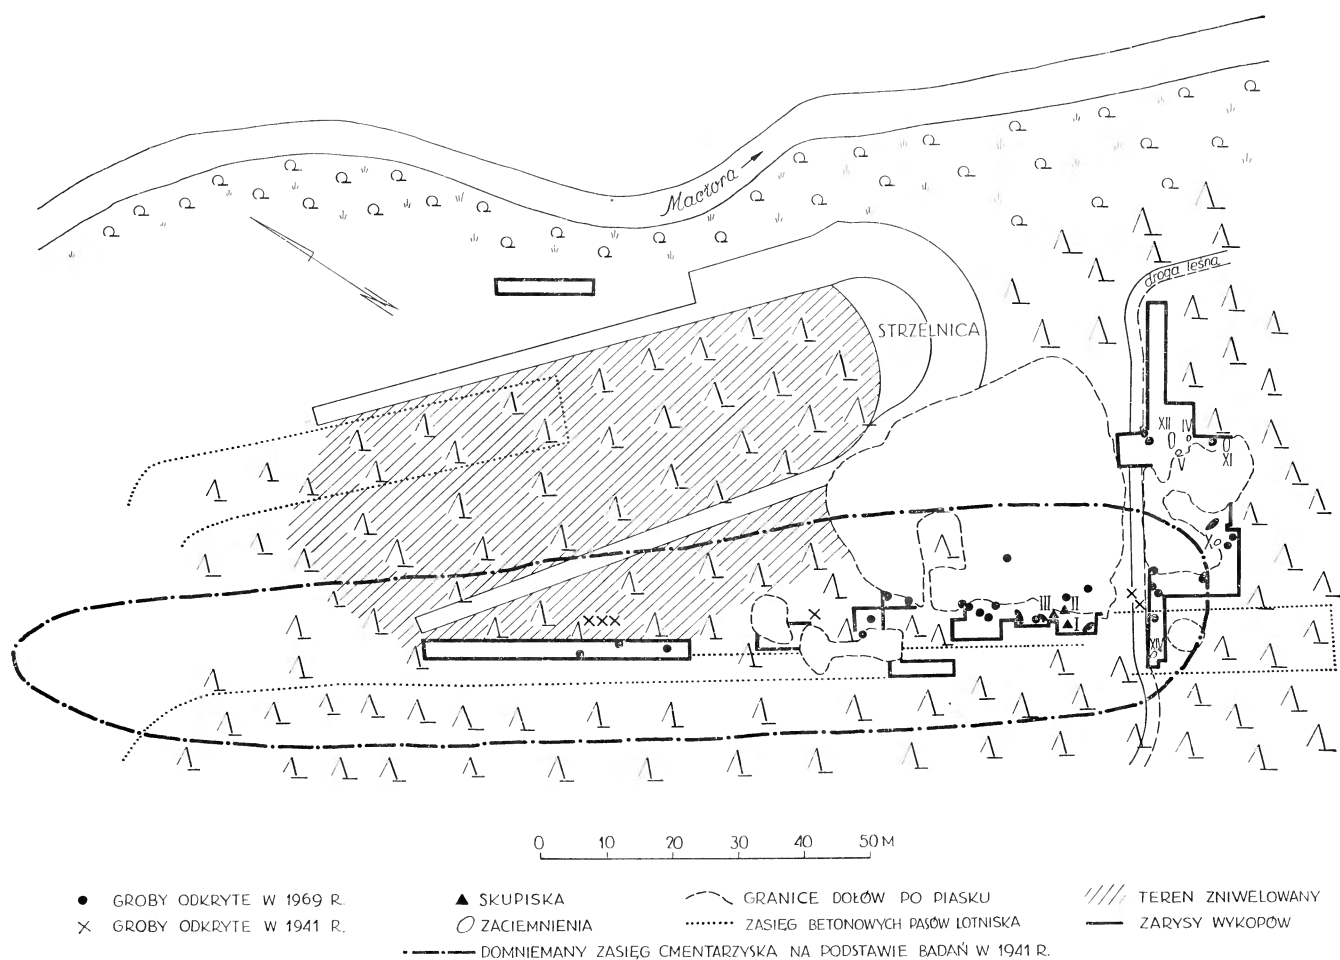 Macłora
droga leśna
STRZELNICA
XII IV
V XI
X
III II
I
XIV
XXX
X
0 10 20 30 40 50 M
GROBY ODKRYTE W 1969 R.
GROBY ODKRYTE W 1941 R.
SKUPISKA
ZACIEMNIENIA
GRANICE DOŁÓW PO PIASKU
ZASIĘG BETONOWYCH PASÓW LOTNISKA
TEREN ZNIWELOWANY
ZARYSY WYKOPÓW
DOMNIEMANY ZASIĘG CMENTARZYSKA NA PODSTAWIE BADAŃ W 1941 R.